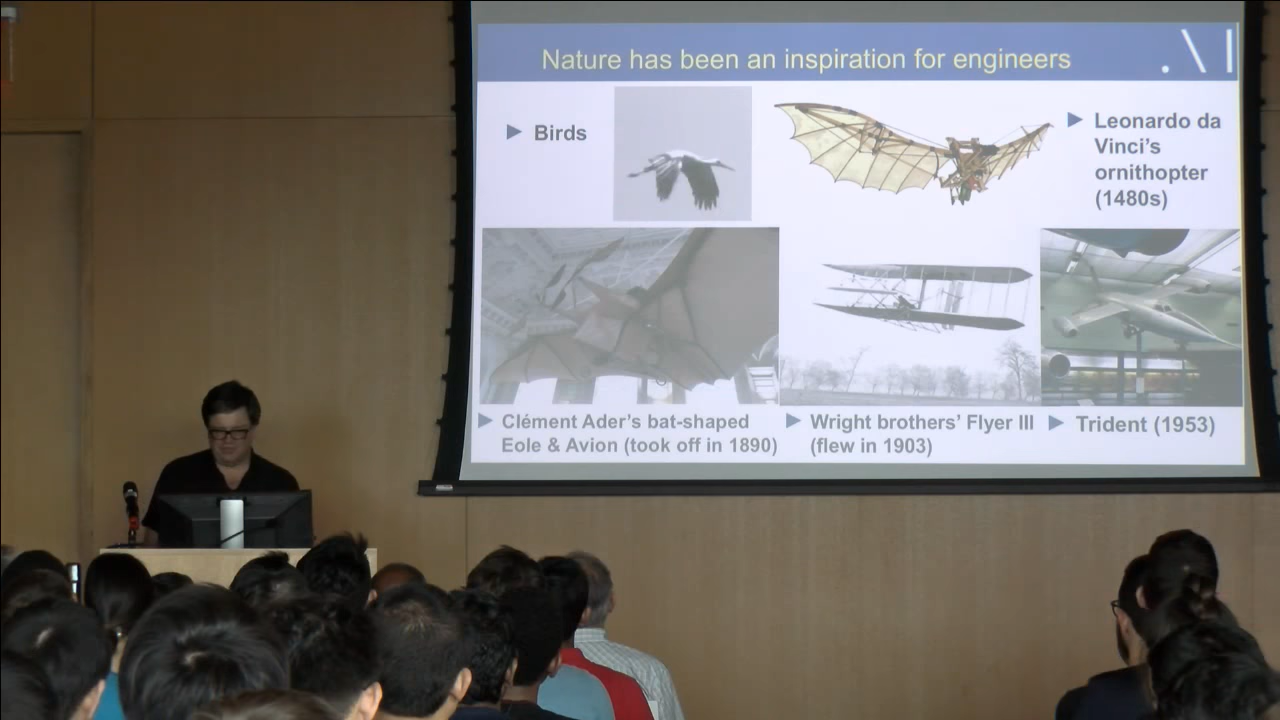 Nature has been an inspiration for engineers
.\|
Birds
Leonardo da
Vinci’s
ornithopter
(1480s)
Clément Ader’s bat-shaped
Eole & Avion (took off in 1890)
Wright brothers’ Flyer III
(flew in 1903)
Trident (1953)